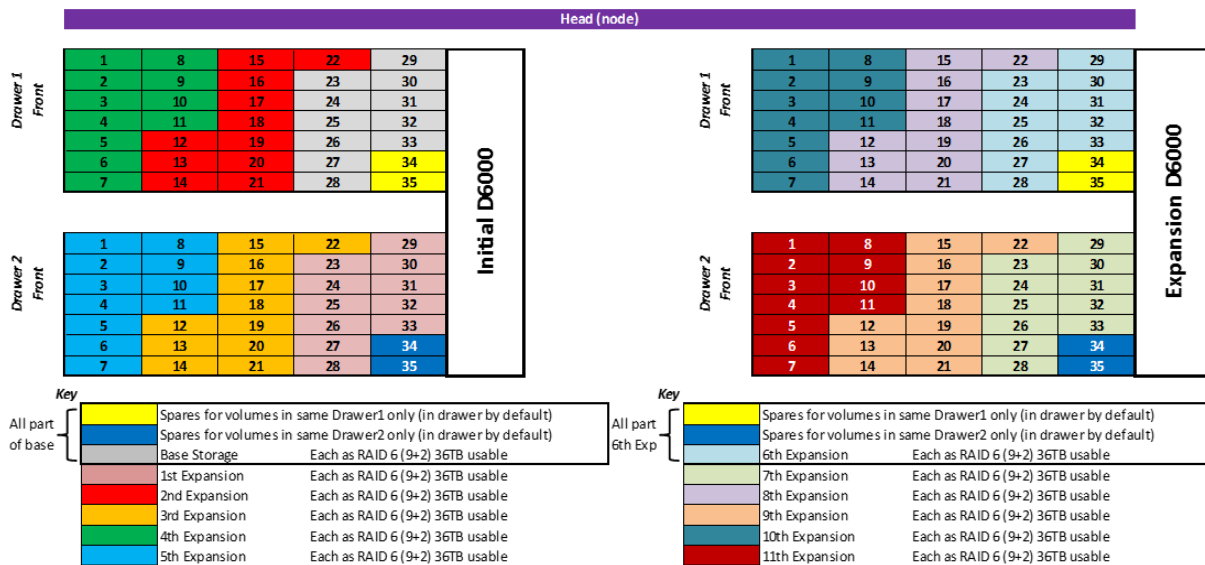 Head (node)
Drawer 1
Front
1 8 15 22 29
2 9 16 23 30
3 10 17 24 31
4 11 18 25 32
5 12 19 26 33
6 13 20 27 34
7 14 21 28 35
Drawer 2
Front
1 8 15 22 29
2 9 16 23 30
3 10 17 24 31
4 11 18 25 32
5 12 19 26 33
6 13 20 27 34
7 14 21 28 35
Initial D6000
Drawer 1
Front
1 8 15 22 29
2 9 16 23 30
3 10 17 24 31
4 11 18 25 32
5 12 19 26 33
6 13 20 27 34
7 14 21 28 35
Drawer 2
Front
1 8 15 22 29
2 9 16 23 30
3 10 17 24 31
4 11 18 25 32
5 12 19 26 33
6 13 20 27 34
7 14 21 28 35
Expansion D6000
Key
All part
of base
Spares for volumes in same Drawer1 only (in drawer by default)
Spares for volumes in same Drawer2 only (in drawer by default)
Base Storage Each as RAID 6 (9+2) 36TB usable
1st Expansion Each as RAID 6 (9+2) 36TB usable
2nd Expansion Each as RAID 6 (9+2) 36TB usable
3rd Expansion Each as RAID 6 (9+2) 36TB usable
4th Expansion Each as RAID 6 (9+2) 36TB usable
5th Expansion Each as RAID 6 (9+2) 36TB usable
Key
All part
6th Exp
Spares for volumes in same Drawer1 only (in drawer by default)
Spares for volumes in same Drawer2 only (in drawer by default)
6th Expansion Each as RAID 6 (9+2) 36TB usable
7th Expansion Each as RAID 6 (9+2) 36TB usable
8th Expansion Each as RAID 6 (9+2) 36TB usable
9th Expansion Each as RAID 6 (9+2) 36TB usable
10th Expansion Each as RAID 6 (9+2) 36TB usable
11th Expansion Each as RAID 6 (9+2) 36TB usable